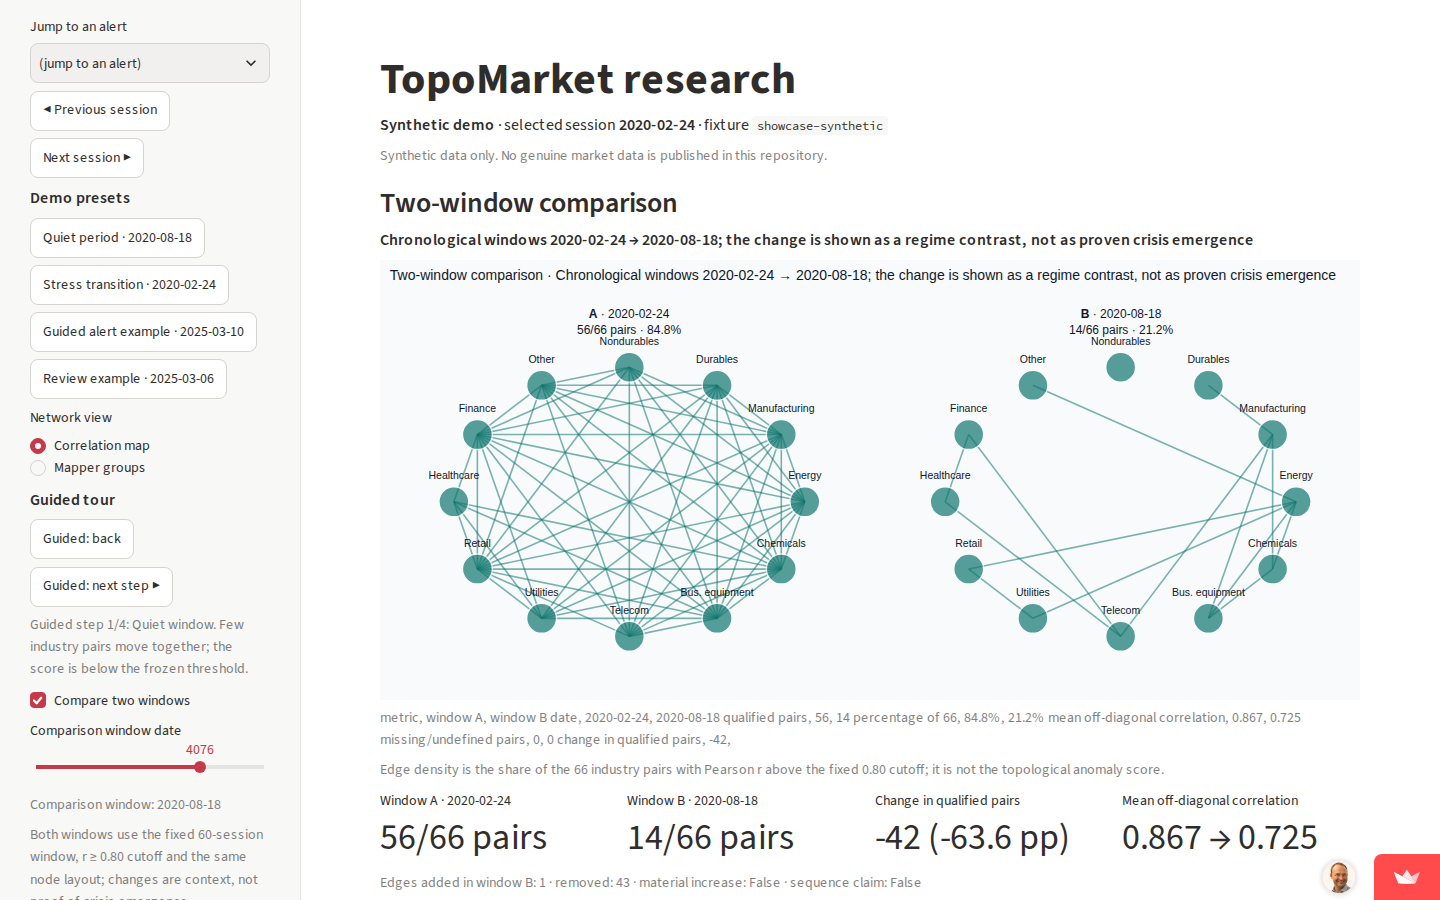 Jump to an alert
(jump to an alert)
◂ Previous session
Next session ▸
Demo presets
Quiet period · 2020-08-18
Stress transition · 2020-02-24
Guided alert example · 2025-03-10
Review example · 2025-03-06
Network view
Correlation map
Mapper groups
Guided tour
Guided: back
Guided: next step ▸
Guided step 1/4: Quiet window. Few
industry pairs move together; the
score is below the frozen threshold.
Compare two windows
Comparison window date
4076
Comparison window: 2020-08-18
Both windows use the fixed 60-session
window, r ≥ 0.80 cutoff and the same
node layout; changes are context, not
proof of crisis emergence.
TopoMarket research
Synthetic demo · selected session 2020-02-24 · fixture showcase-synthetic
Synthetic data only. No genuine market data is published in this repository.
Two-window comparison
Chronological windows 2020-02-24 → 2020-08-18; the change is shown as a regime contrast, not as proven crisis emergence
Two-window comparison · Chronological windows 2020-02-24 → 2020-08-18; the change is shown as a regime contrast, not as proven crisis emergence
A · 2020-02-24
56/66 pairs · 84.8%
Nondurables
Other
Durables
Finance
Manufacturing
Healthcare
Energy
Retail
Chemicals
Utilities
Bus. equipment
Telecom
B · 2020-08-18
14/66 pairs · 21.2%
Nondurables
Other
Durables
Finance
Manufacturing
Healthcare
Energy
Retail
Chemicals
Utilities
Bus. equipment
Telecom
metric, window A, window B date, 2020-02-24, 2020-08-18 qualified pairs, 56, 14 percentage of 66, 84.8%, 21.2% mean off-diagonal correlation, 0.867, 0.725
missing/undefined pairs, 0, 0 change in qualified pairs, -42,
Edge density is the share of the 66 industry pairs with Pearson r above the fixed 0.80 cutoff; it is not the topological anomaly score.
Window A · 2020-02-24
56/66 pairs
Window B · 2020-08-18
14/66 pairs
Change in qualified pairs
-42 (-63.6 pp)
Mean off-diagonal correlation
0.867 → 0.725
Edges added in window B: 1 · removed: 43 · material increase: False · sequence claim: False